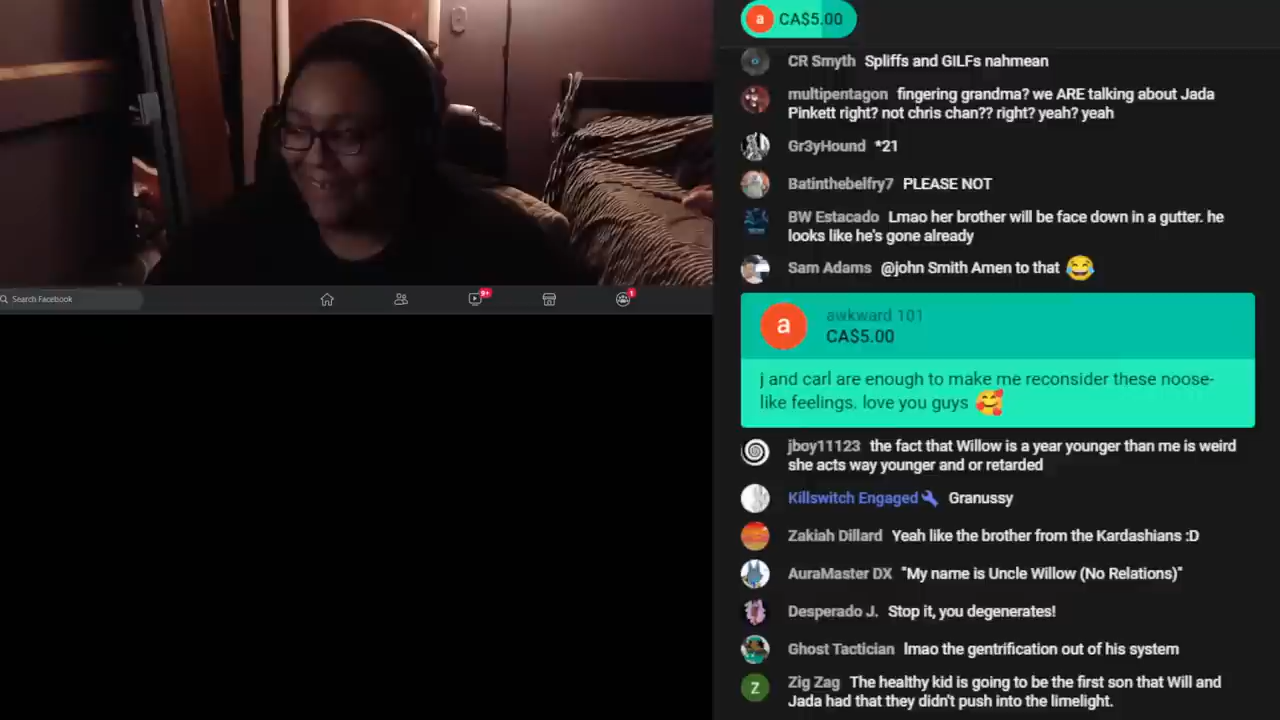 a CA$5.00
CR Smyth Spliffs and GILFs nahmean
multipentagon fingering grandma? we ARE talking about Jada
Pinkett right? not chris chan?? right? yeah? yeah
Gr3yHound *21
Batinthebelfry7 PLEASE NOT
BW Estacado Lmao her brother will be face down in a gutter. he
looks like he's gone already
Sam Adams @john Smith Amen to that 😂
a awkward 101
CA$5.00
j and carl are enough to make me reconsider these noose-
like feelings. love you guys 🥰
jboy11123 the fact that Willow is a year younger than me is weird
she acts way younger and or retarded
Killswitch Engaged Granussy
Zakiah Dillard Yeah like the brother from the Kardashians :D
AuraMaster DX "My name is Uncle Willow (No Relations)"
Desperado J. Stop it, you degenerates!
Ghost Tactician lmao the gentrification out of his system
Z Zig Zag The healthy kid is going to be the first son that Will and
Jada had that they didn't push into the limelight.
Search Facebook
9+
1